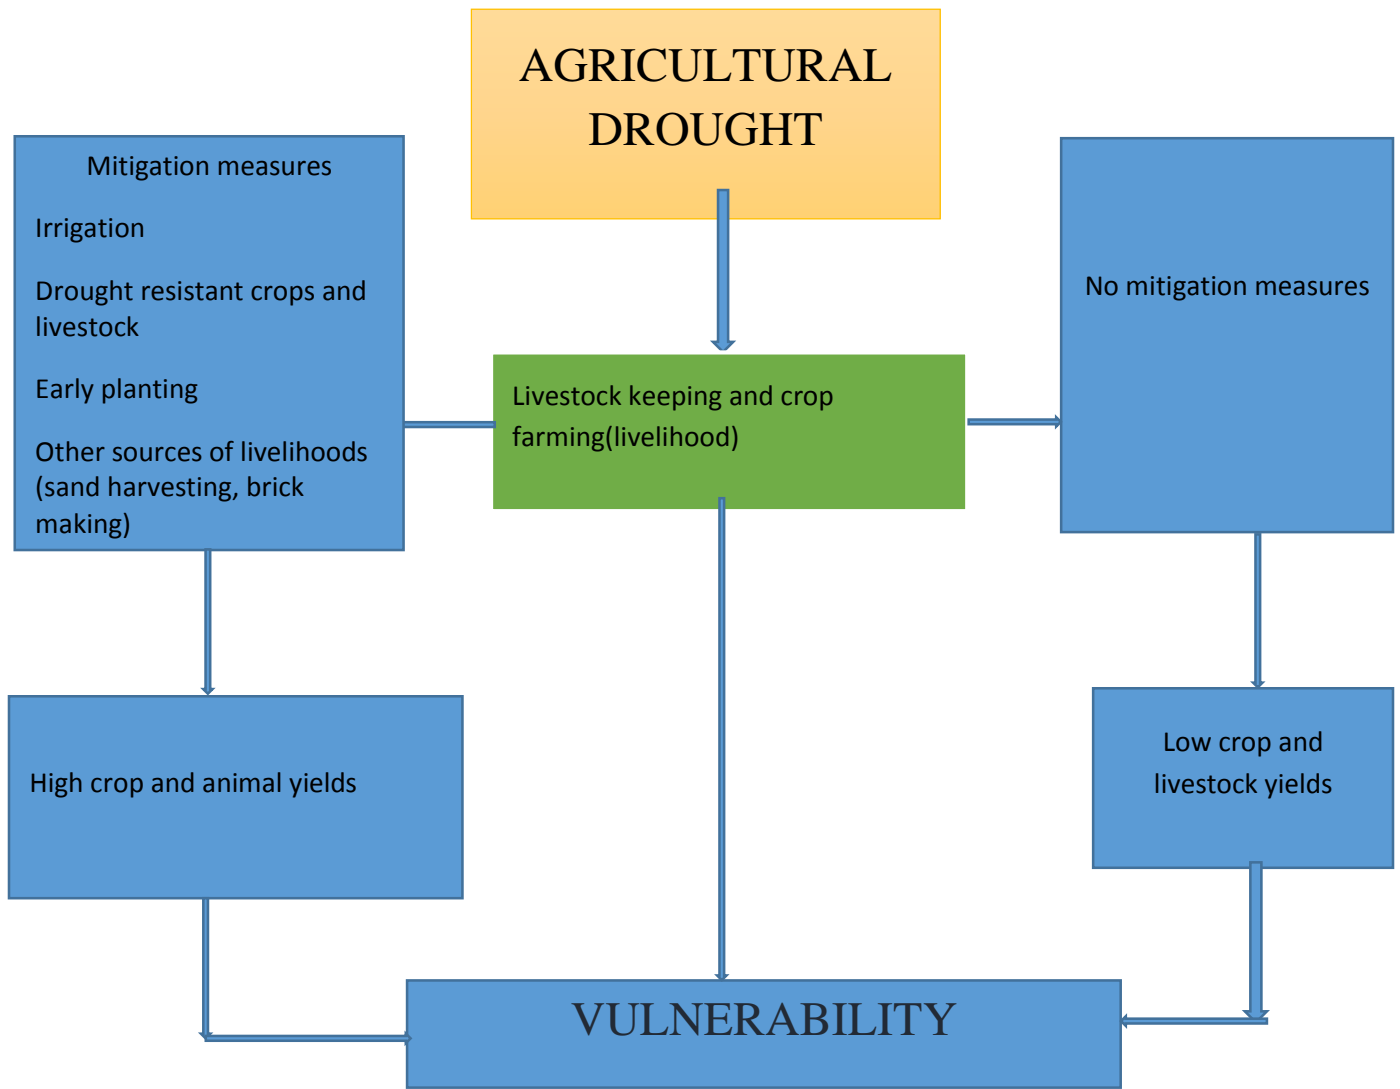 AGRICULTURAL
DROUGHT
Mitigation measures
Irrigation
Drought resistant crops and
livestock
Early planting
Other sources of livelihoods
(sand harvesting, brick
making)
Livestock keeping and crop
farming(livelihood)
No mitigation measures
High crop and animal yields
Low crop and
livestock yields
VULNERABILITY